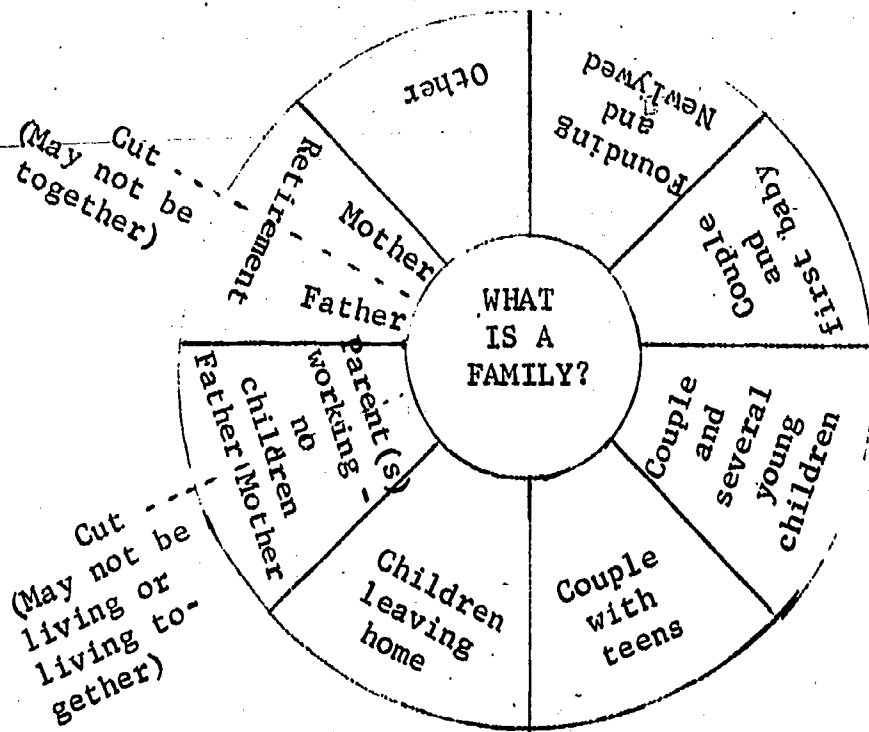 WHAT
IS A
FAMILY?
Newlywed
and
Founding
first baby
and
Couple
Couple
and
several
young
children
Couple
with
teens
Children
leaving
home
Parent(s)
working -
no
children
Father Mother
Cut
(May not be
living or
living to-
gether)
Retirement
Mother
Father
Cut
(May not be
together)
Other